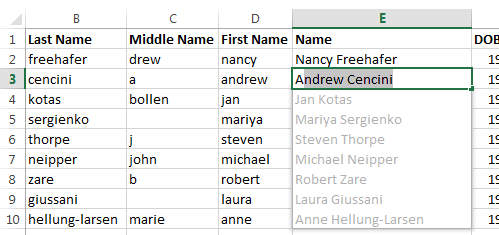 B C D E
1 Last Name Middle Name First Name Name DOB
2 freehafer drew nancy Nancy Freehafer 19
3 cencini a andrew Andrew Cencini 19
4 kotas bollen jan Jan Kotas 19
5 sergienko mariya Mariya Sergienko 19
6 thorpe j steven Steven Thorpe 19
7 neipper john michael Michael Neipper 19
8 zare b robert Robert Zare 19
9 giussani laura Laura Giussani 19
10 hellung-larsen marie anne Anne Hellung-Larsen 19